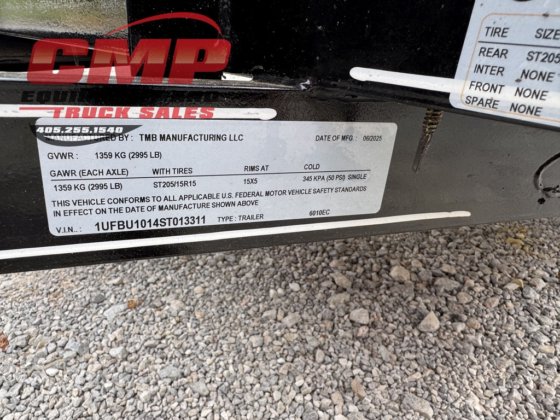 CMP
TRUCK SALES
405.255.1540
MANUFACTURED BY : TMB MANUFACTURING LLC DATE OF MFG : 06/2025
GVWR : 1359 KG (2995 LB)
GAWR (EACH AXLE) WITH TIRES RIMS AT COLD
1359 KG (2995 LB) ST205/15R15 15X5 345 KPA (50 PSI) SINGLE
THIS VEHICLE CONFORMS TO ALL APPLICABLE U.S. FEDERAL MOTOR VEHICLE SAFETY STANDARDS
IN EFFECT ON THE DATE OF MANUFACTURE SHOWN ABOVE
V.I.N.: 1UFBU1014ST013311 TYPE : TRAILER 6010EC
TIRE SIZE
REAR ST205
INTER NONE
FRONT NONE
SPARE NONE